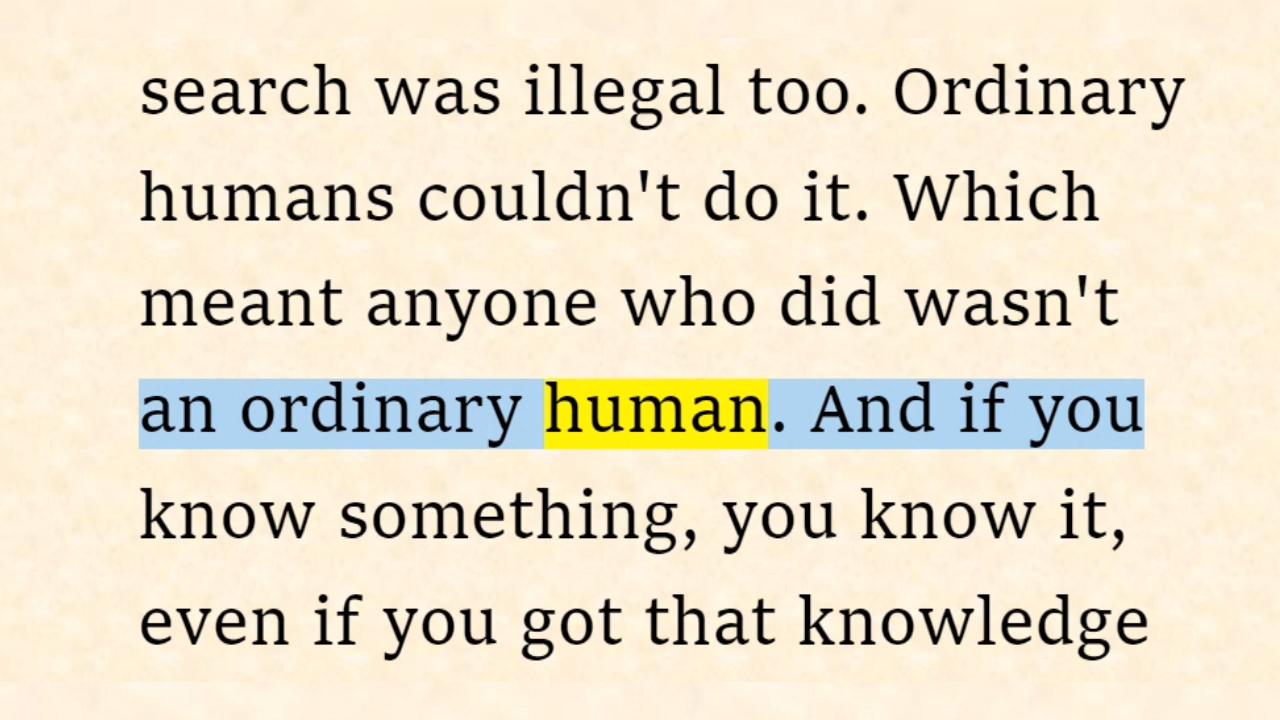 search was illegal too. Ordinary
humans couldn't do it. Which
meant anyone who did wasn't
an ordinary human. And if you
know something, you know it,
even if you got that knowledge